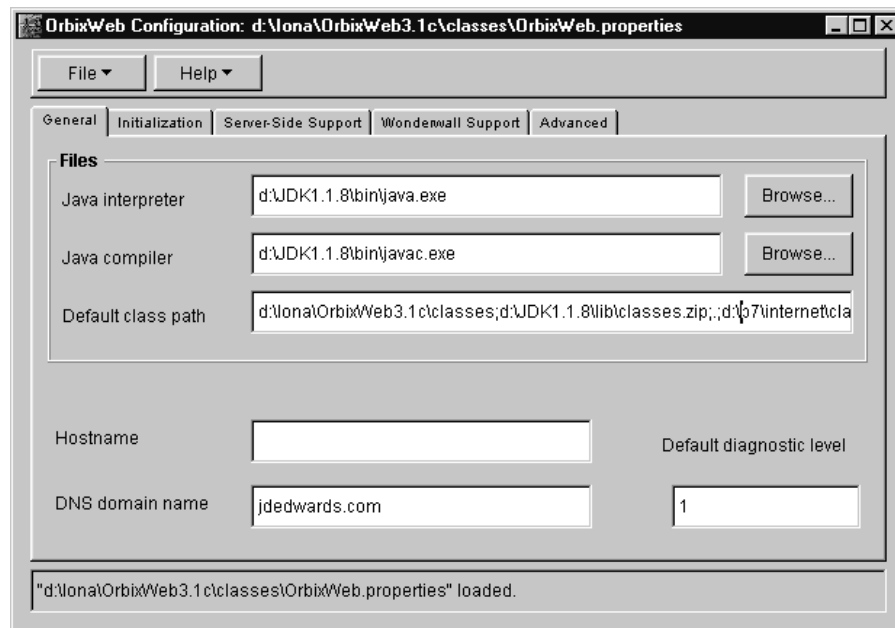 OrbixWeb Configuration: d:\Iona\OrbixWeb3.1c\classes\OrbixWeb.properties
File Help
General Initialization Server-Side Support Wonderwall Support Advanced
Files
Java interpreter d:\JDK1.1.8\bin\java.exe Browse...
Java compiler d:\JDK1.1.8\bin\javac.exe Browse...
Default class path d:\Iona\OrbixWeb3.1c\classes;d:\JDK1.1.8\lib\classes.zip;.;d:\b7\internet\cla
Hostname
Default diagnostic level
DNS domain name jdedwards.com 1
"d:\Iona\OrbixWeb3.1c\classes\OrbixWeb.properties" loaded.